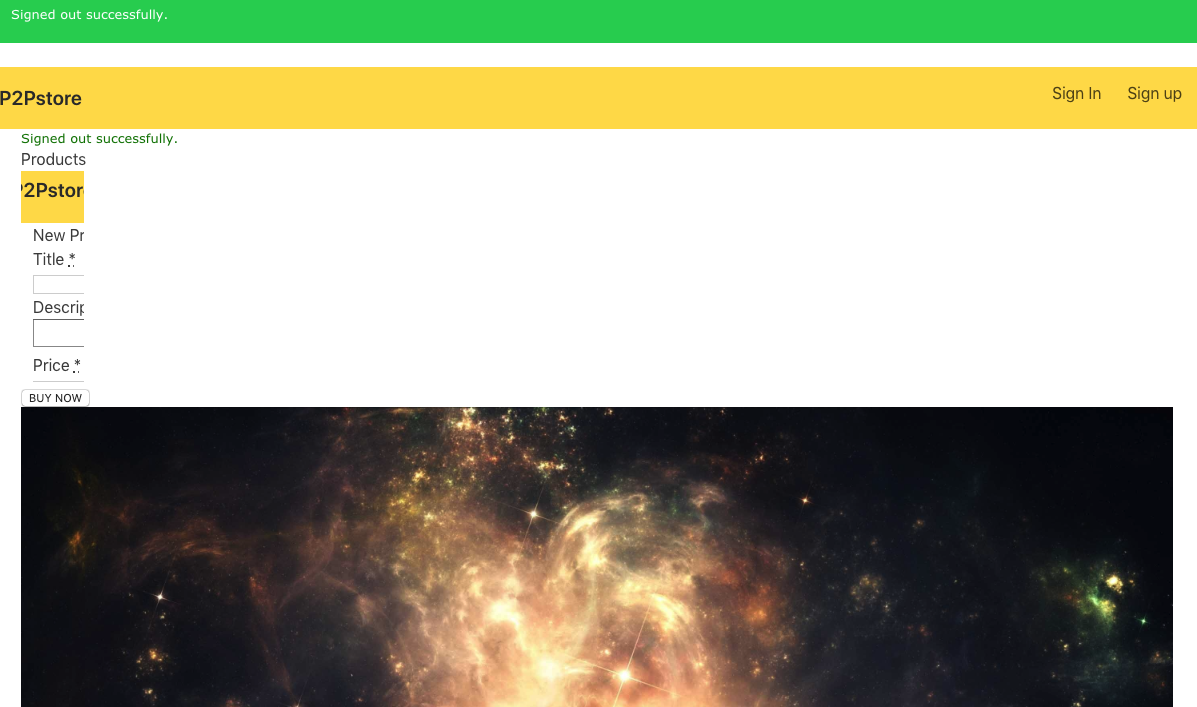 Signed out successfully.
P2Pstore
Sign In Sign up
Signed out successfully.
Products
P2Pstor
New Pr
Title *
Descrip
Price *
BUY NOW